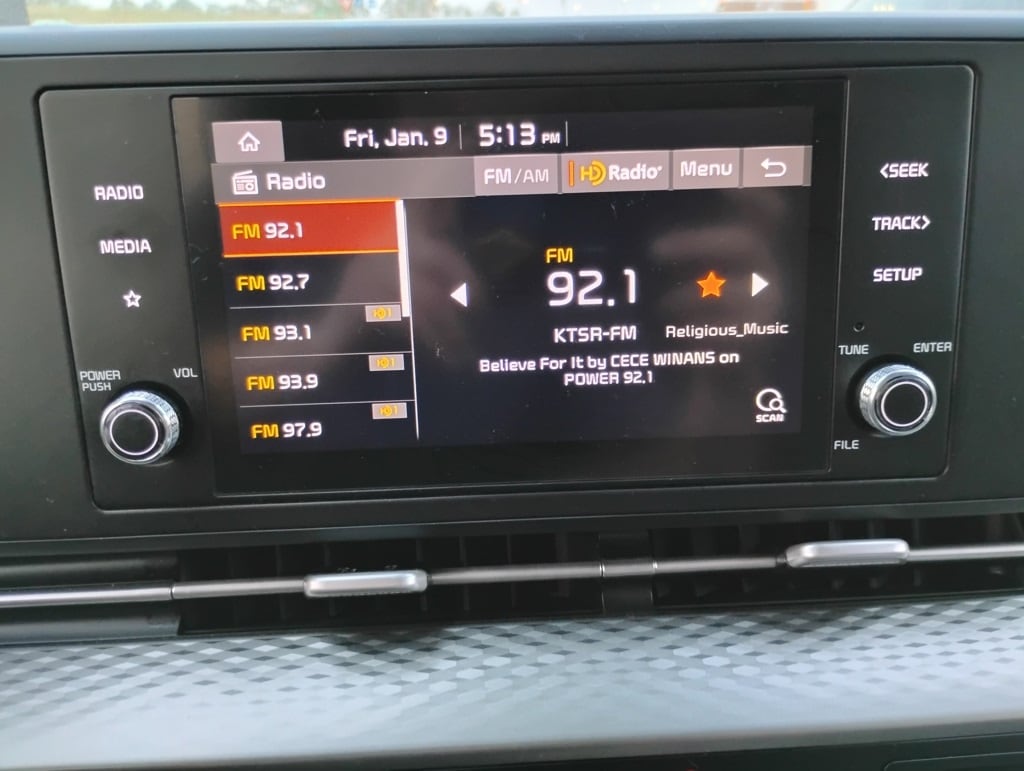 Fri, Jan. 9 5:13 PM
Radio FM/AM HD Radio Menu
FM 92.1
FM 92.7
FM 93.1
FM 93.9
FM 97.9
FM
92.1
KTSR-FM Religious_Music
Believe For It by CECE WINANS on
POWER 92.1
SCAN
RADIO
MEDIA
POWER
PUSH
VOL
<SEEK
TRACK>
SETUP
TUNE
ENTER
FILE